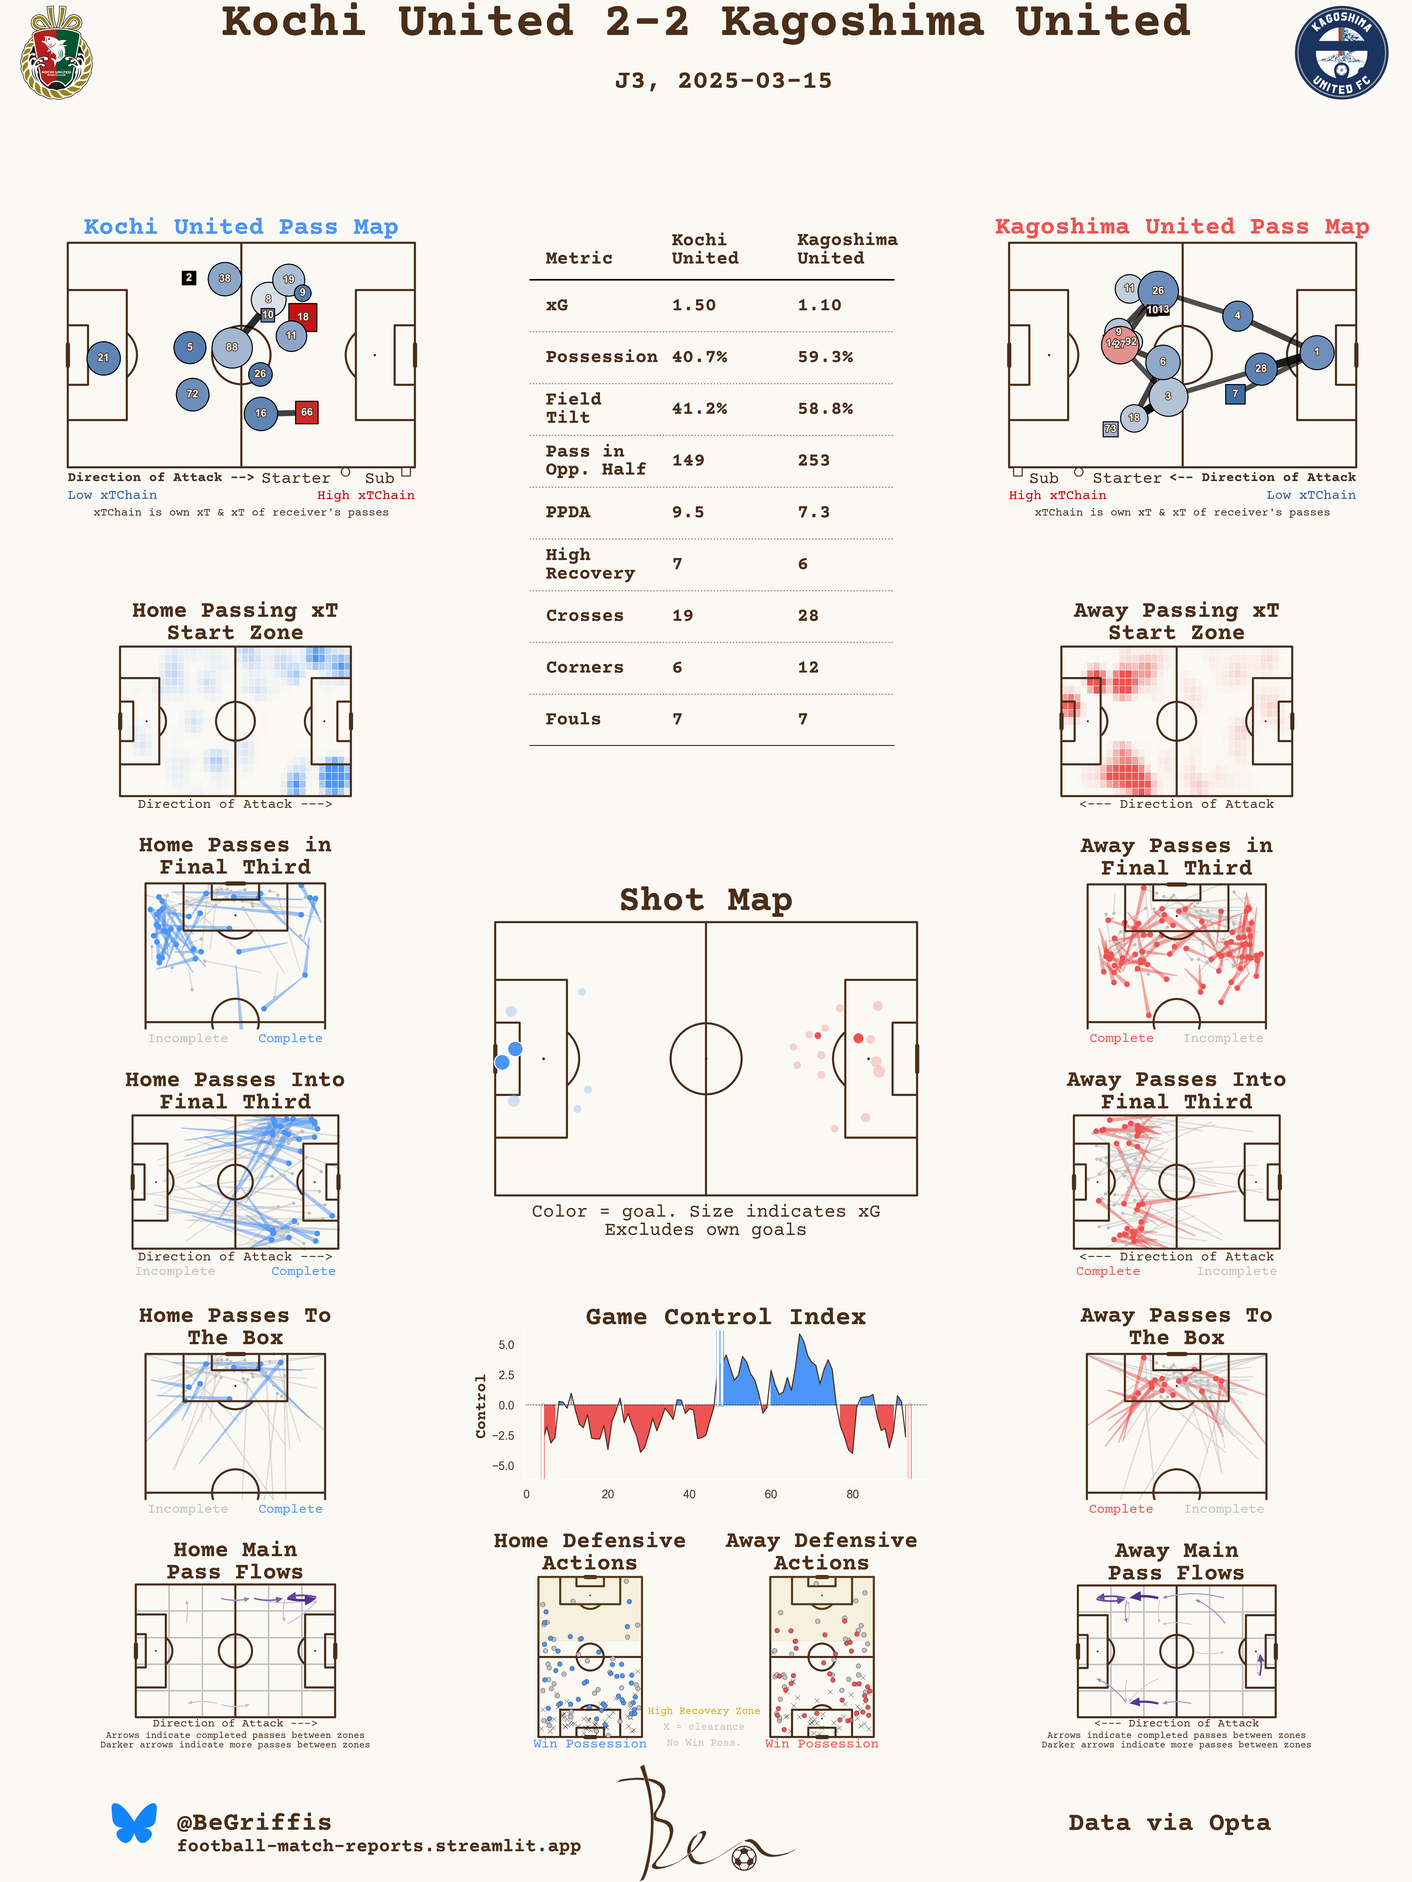 Kochi United 2-2 Kagoshima United
J3, 2025-03-15
KOCHI UNITED
KAGOSHIMA
UNITED FC
Kochi United Pass Map
2
38
19
9
8
10
18
11
5
88
21
26
72
16
66
Direction of Attack --> Starter Sub
Low xTChain High xTChain
xTChain is own xT & xT of receiver's passes
Metric Kochi United Kagoshima United
xG 1.50 1.10
Possession 40.7% 59.3%
Field Tilt 41.2% 58.8%
Pass in Opp. Half 149 253
PPDA 9.5 7.3
High Recovery 7 6
Crosses 19 28
Corners 6 12
Fouls 7 7
Kagoshima United Pass Map
11
26
10
13
4
9
27
92
6
1
28
3
7
18
73
Sub Starter <-- Direction of Attack
High xTChain Low xTChain
xTChain is own xT & xT of receiver's passes
Home Passing xT
Start Zone
Direction of Attack --->
Away Passing xT
Start Zone
<--- Direction of Attack
Home Passes in
Final Third
Incomplete Complete
Away Passes in
Final Third
Complete Incomplete
Shot Map
Color = goal. Size indicates xG
Excludes own goals
Home Passes Into
Final Third
Direction of Attack --->
Incomplete Complete
Away Passes Into
Final Third
<--- Direction of Attack
Complete Incomplete
Home Passes To
The Box
Incomplete Complete
Game Control Index
Control
5.0
2.5
0.0
−2.5
−5.0
0 20 40 60 80
Away Passes To
The Box
Complete Incomplete
Home Main
Pass Flows
Direction of Attack --->
Arrows indicate completed passes between zones
Darker arrows indicate more passes between zones
Home Defensive
Actions
Win Possession
High Recovery Zone
X = clearance
No Win Poss.
Away Defensive
Actions
Win Possession
Away Main
Pass Flows
<--- Direction of Attack
Arrows indicate completed passes between zones
Darker arrows indicate more passes between zones
@BeGriffis
football-match-reports.streamlit.app
Ben
Data via Opta